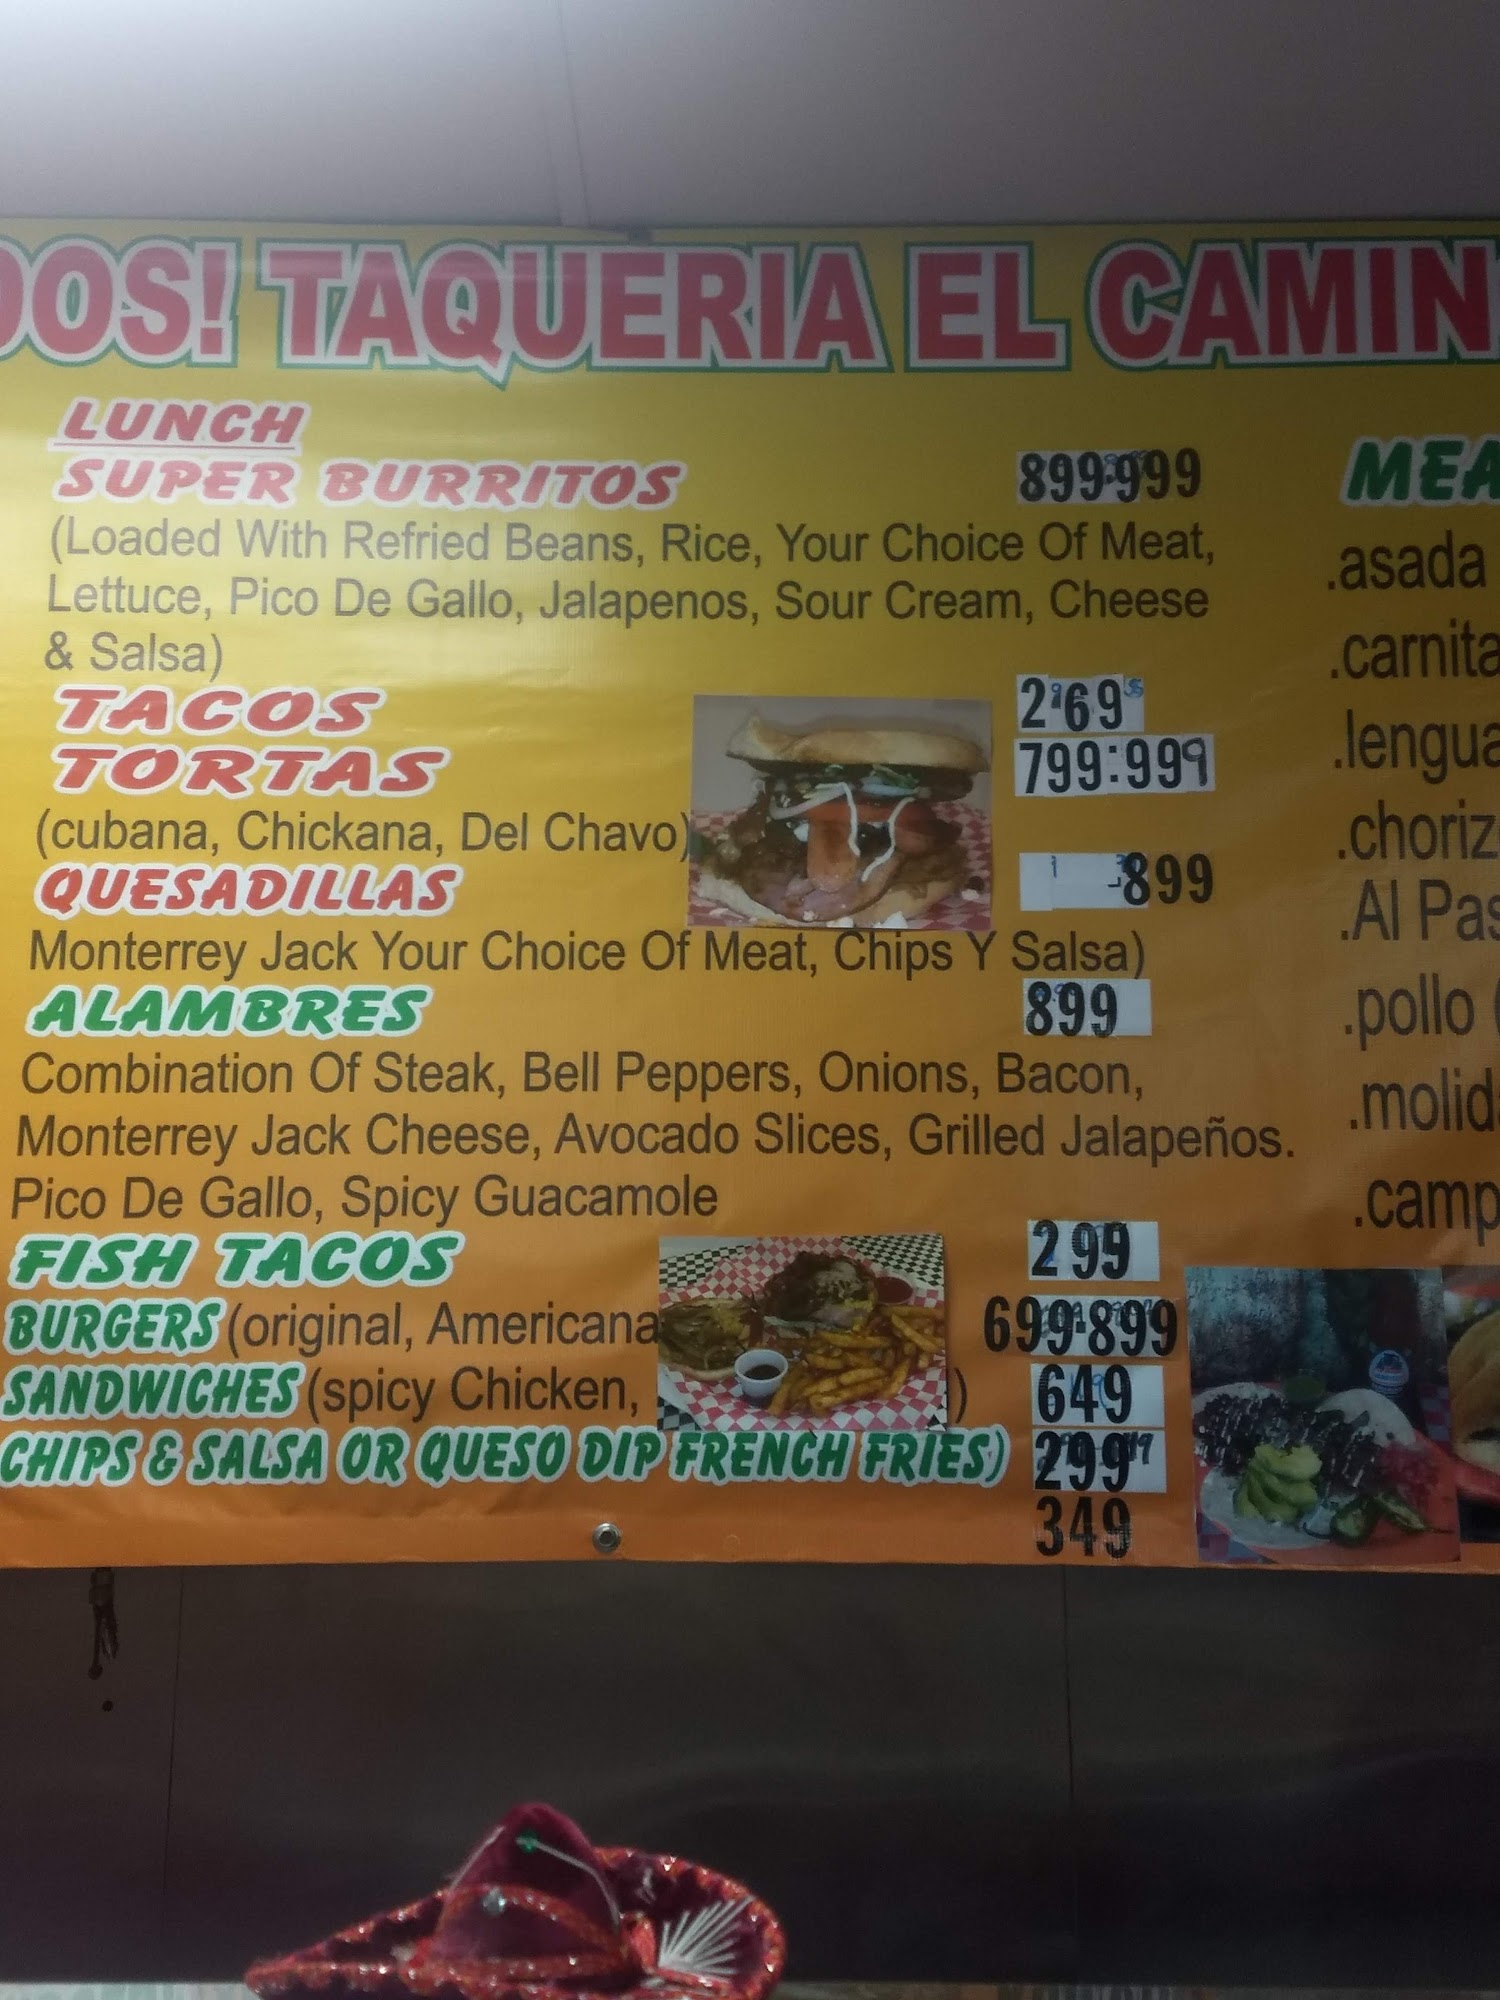 DOS! TAQUERIA EL CAMIN
LUNCH
SUPER BURRITOS 899-999
(Loaded With Refried Beans, Rice, Your Choice Of Meat,
Lettuce, Pico De Gallo, Jalapenos, Sour Cream, Cheese
& Salsa)
TACOS 269
TORTAS 799-999
(cubana, Chickana, Del Chavo)
QUESADILLAS 899
Monterrey Jack Your Choice Of Meat, Chips Y Salsa)
ALAMBRES 899
Combination Of Steak, Bell Peppers, Onions, Bacon,
Monterrey Jack Cheese, Avocado Slices, Grilled Jalapeños.
Pico De Gallo, Spicy Guacamole
FISH TACOS 299
BURGERS (original, Americana 699-899
SANDWICHES (spicy Chicken, ) 649
CHIPS & SALSA OR QUESO DIP FRENCH FRIES) 299
349
MEA
.asada
.carnita
.lengua
.choriz
.Al Pas
.pollo (
.molid
.camp